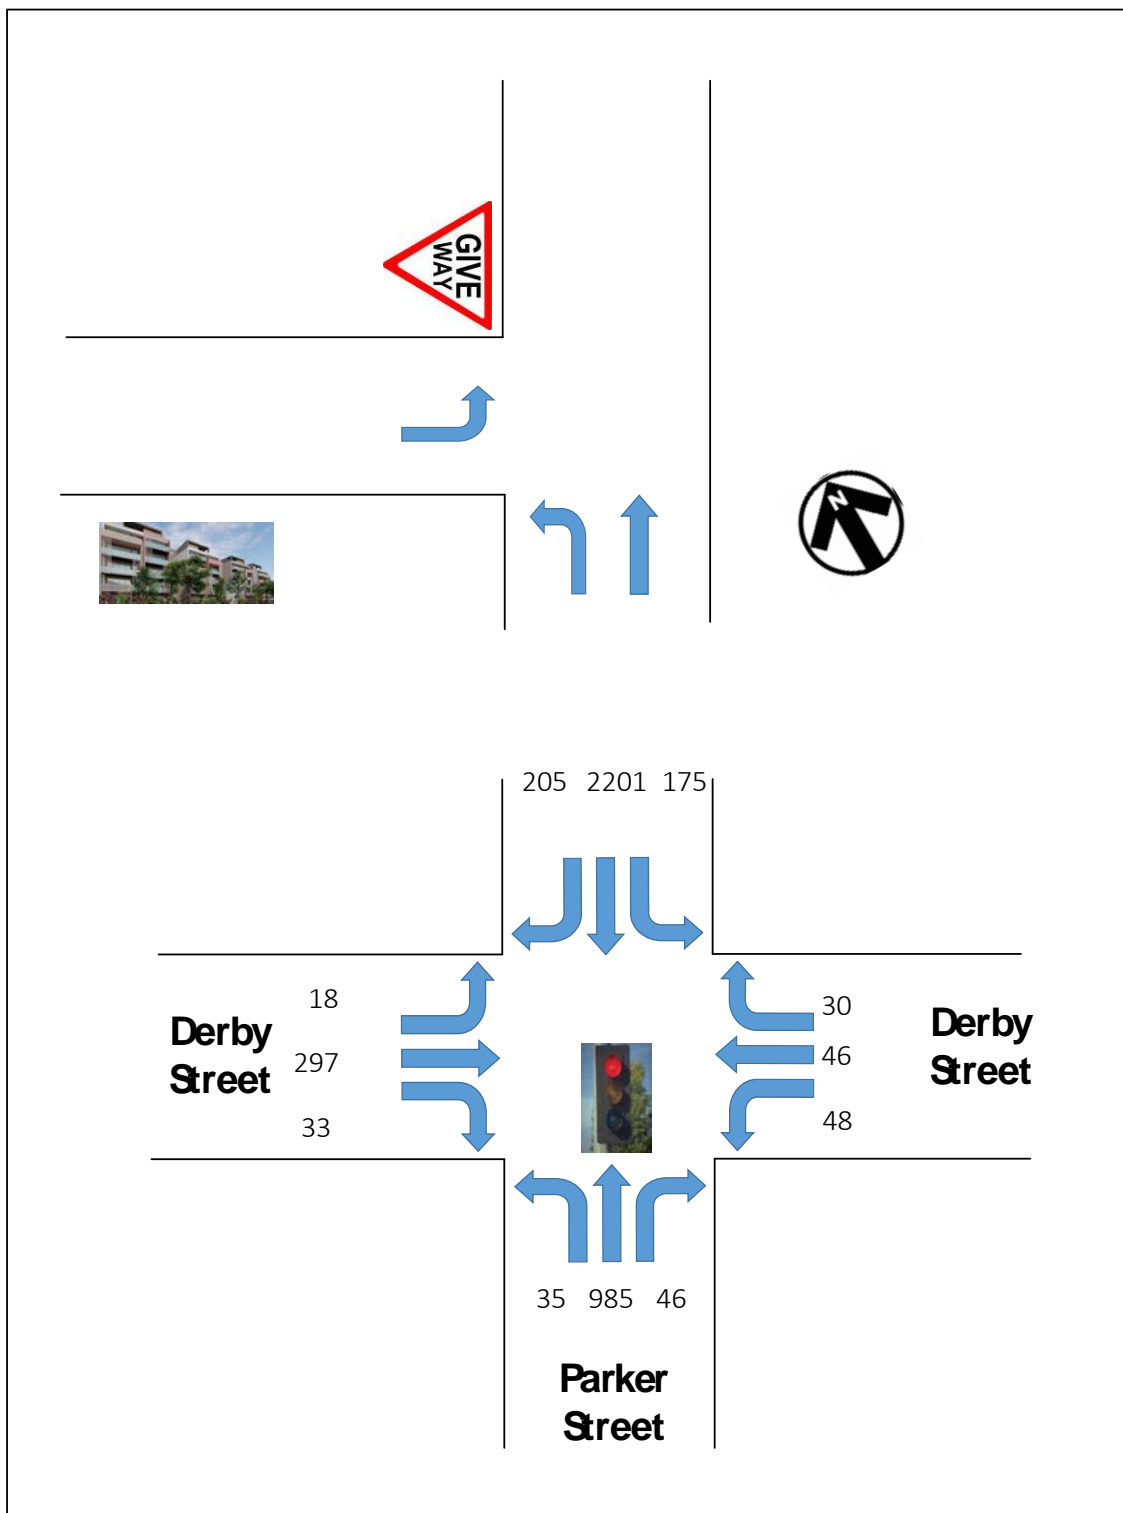 GIVE
WAY
N
205 2201 175
18
297
33
Derby
Street
30
46
48
Derby
Street
35 985 46
Parker
Street